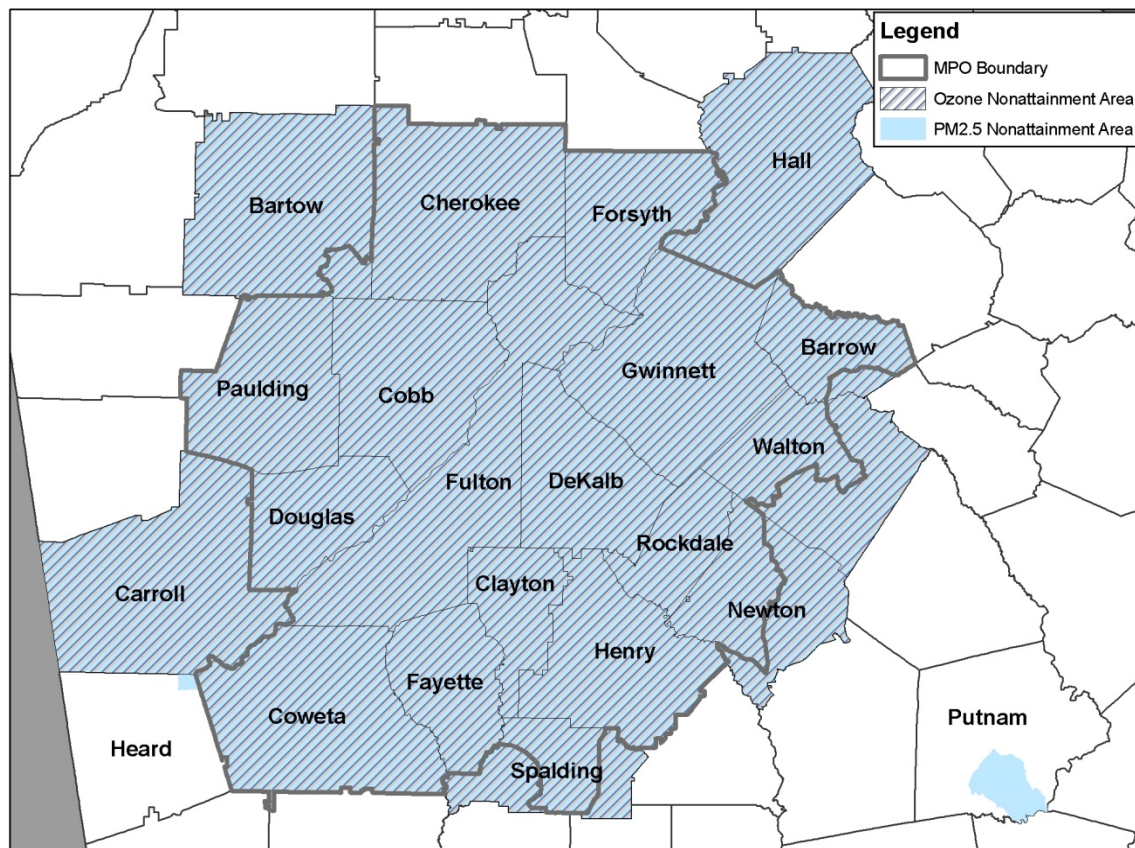 Legend
MPO Boundary
Ozone Nonattainment Area
PM2.5 Nonattainment Area
Hall
Bartow
Cherokee
Forsyth
Barrow
Gwinnett
Paulding
Cobb
Walton
Fulton
DeKalb
Douglas
Rockdale
Clayton
Carroll
Newton
Henry
Fayette
Coweta
Putnam
Heard
Spalding